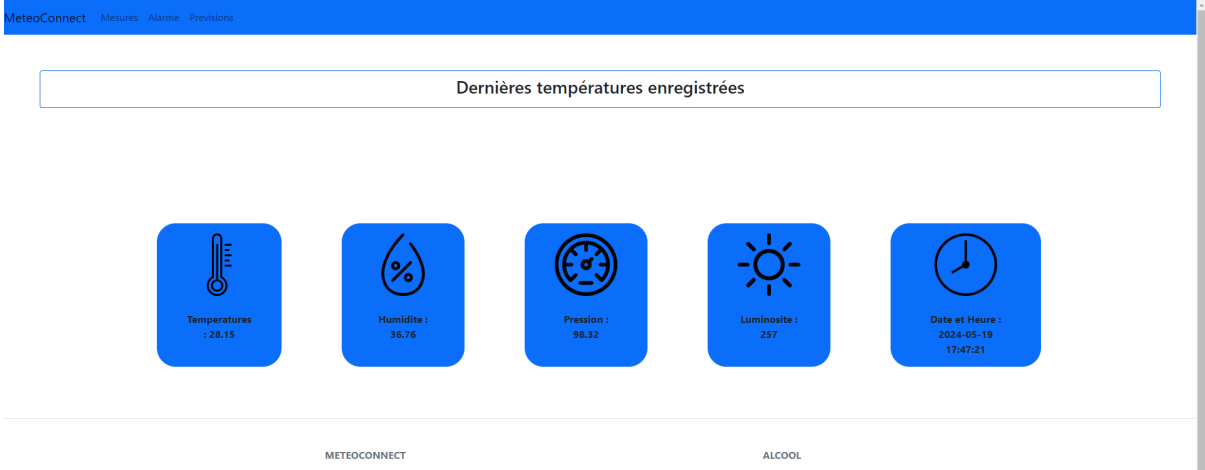 MeteoConnect Mesures Alarme Previsions
Dernières températures enregistrées
Temperatures
: 28.15
Humidite :
36.76
Pression :
98.32
Luminosite :
257
Date et Heure :
2024-05-19
17:47:21
METEOCONNECT
ALCOOL